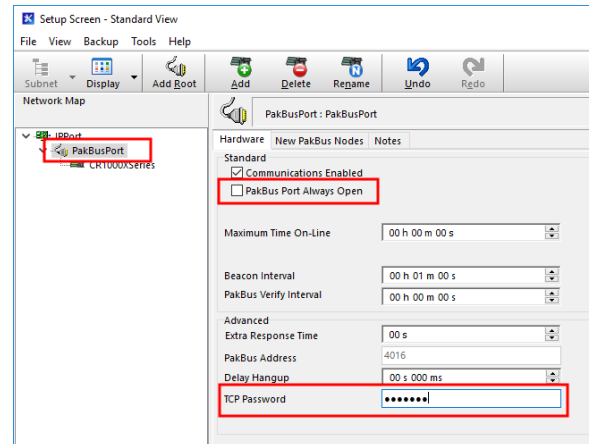 Setup Screen - Standard View
File View Backup Tools Help
Subnet Display Add Root Add Delete Rename Undo Redo
Network Map
IPPort
PakBusPort
CR1000XSeries
PakBusPort : PakBusPort
Hardware New PakBus Nodes Notes
Standard
Communications Enabled
PakBus Port Always Open
Maximum Time On-Line 00 h 00 m 00 s
Beacon Interval 00 h 01 m 00 s
PakBus Verify Interval 00 h 00 m 00 s
Advanced
Extra Response Time 00 s
PakBus Address 4016
Delay Hangup 00 s 000 ms
TCP Password •••••••